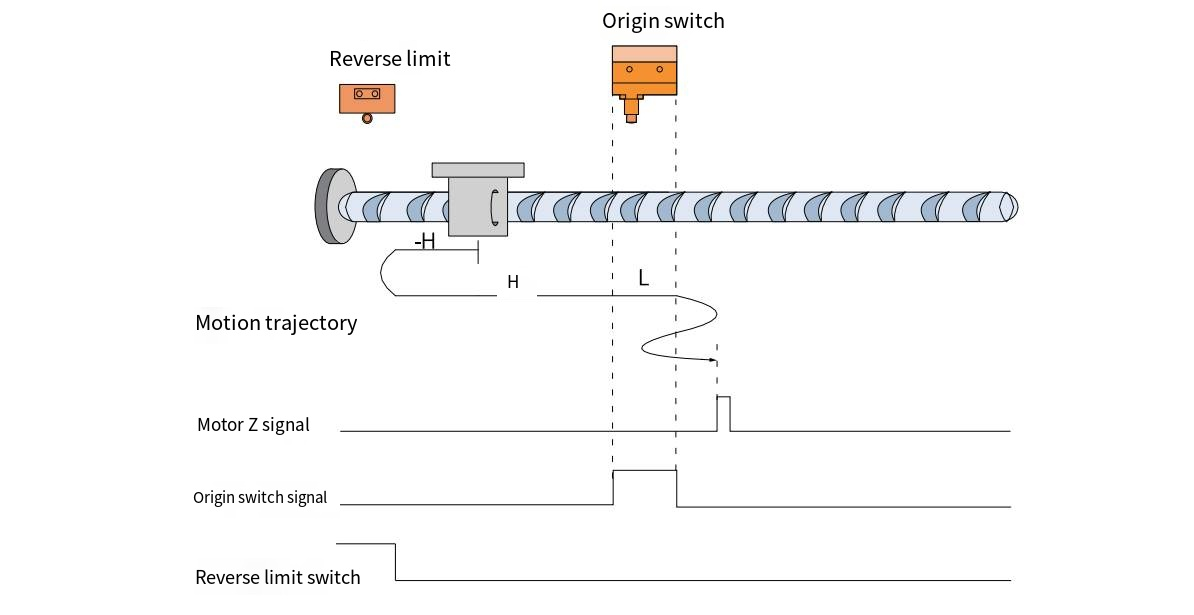 Origin switch
Reverse limit
-H
H
L
Motion trajectory
Motor Z signal
Origin switch signal
Reverse limit switch